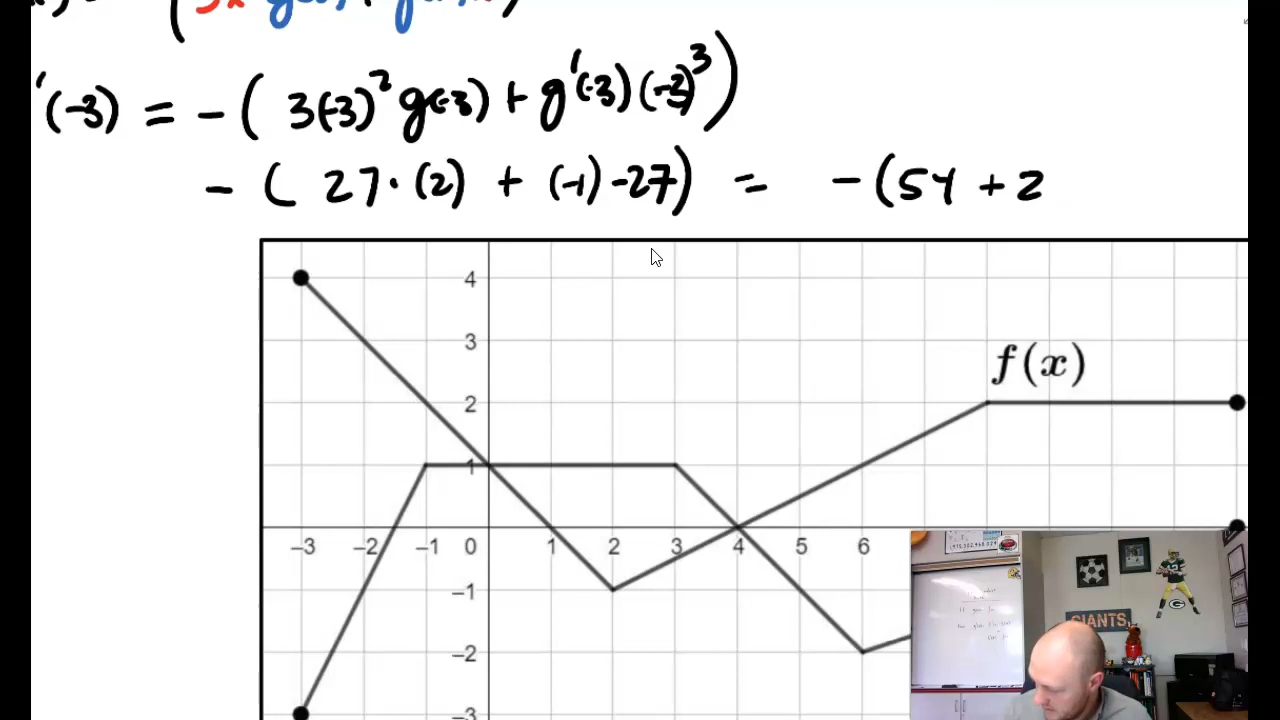 '(-3) = -( 3(-3)² g(-3) + g'(-3)(-3)³ )
- ( 27·(2) + (-1)-27) = -(54 + 2
f(x)
4
3
2
1
-3 -2 -1 0 1 2 3 4 5 6
-1
-2
-3
GIANTS
G